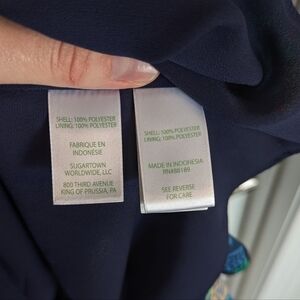 SHELL: 100% POLYESTER
LINING: 100% POLYESTER
FABRIQUE EN
INDONÉSIE
SUGARTOWN
WORLDWIDE, LLC
800 THIRD AVENUE
KING OF PRUSSIA, PA
SHELL: 100% POLYESTER
LINING: 100% POLYESTER
MADE IN INDONESIA
RN#88189
SEE REVERSE
FOR CARE